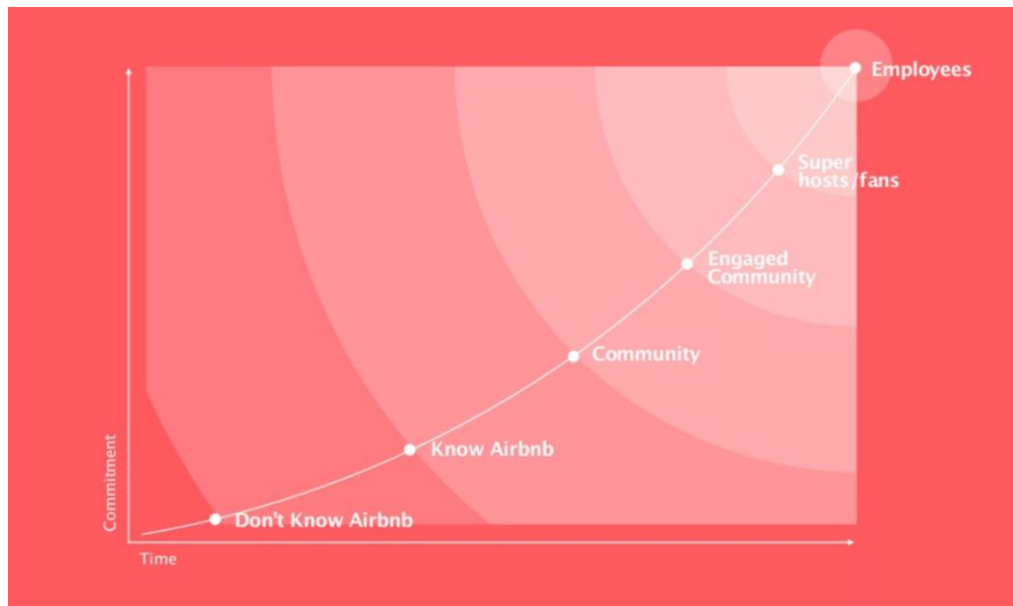 Employees
Super
hosts/fans
Engaged
Community
Community
Know Airbnb
Don't Know Airbnb
Commitment
Time